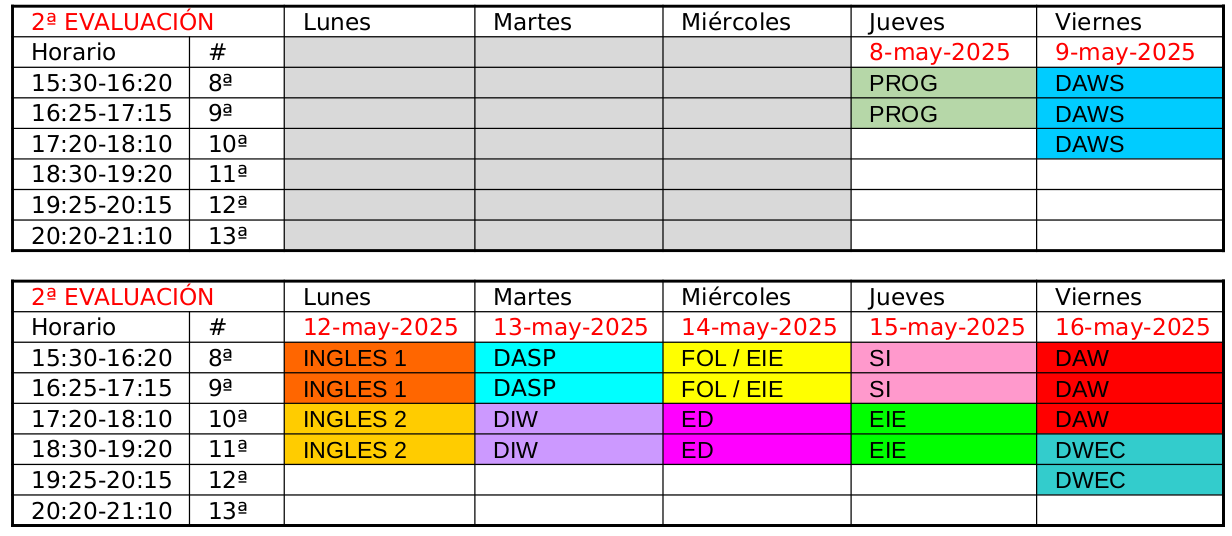 2ª EVALUACIÓN Lunes Martes Miércoles Jueves Viernes
Horario # 8-may-2025 9-may-2025
15:30-16:20 8ª PROG DAWS
16:25-17:15 9ª PROG DAWS
17:20-18:10 10ª DAWS
18:30-19:20 11ª
19:25-20:15 12ª
20:20-21:10 13ª
2ª EVALUACIÓN Lunes Martes Miércoles Jueves Viernes
Horario # 12-may-2025 13-may-2025 14-may-2025 15-may-2025 16-may-2025
15:30-16:20 8ª INGLES 1 DASP FOL / EIE SI DAW
16:25-17:15 9ª INGLES 1 DASP FOL / EIE SI DAW
17:20-18:10 10ª INGLES 2 DIW ED EIE DAW
18:30-19:20 11ª INGLES 2 DIW ED EIE DWEC
19:25-20:15 12ª DWEC
20:20-21:10 13ª